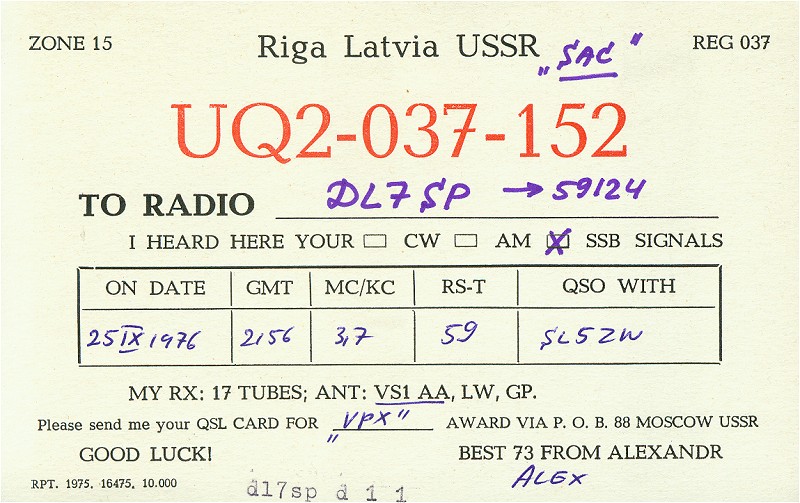 ZONE 15 Riga Latvia USSR „SAC” REG 037
UQ2-037-152
TO RADIO DL7SP → 59124
I HEARD HERE YOUR ☐ CW ☐ AM ☒ SSB SIGNALS
ON DATE GMT MC/KC RS-T QSO WITH
25 IX 1976 2156 3,7 59 SL5ZW
MY RX: 17 TUBES; ANT: VS1 AA, LW, GP.
Please send me your QSL CARD FOR „VPX” AWARD VIA P. O. B. 88 MOSCOW USSR
GOOD LUCK! BEST 73 FROM ALEXANDR
ALEX
RPT. 1975. 16475. 10.000 dl7sp d 1 1